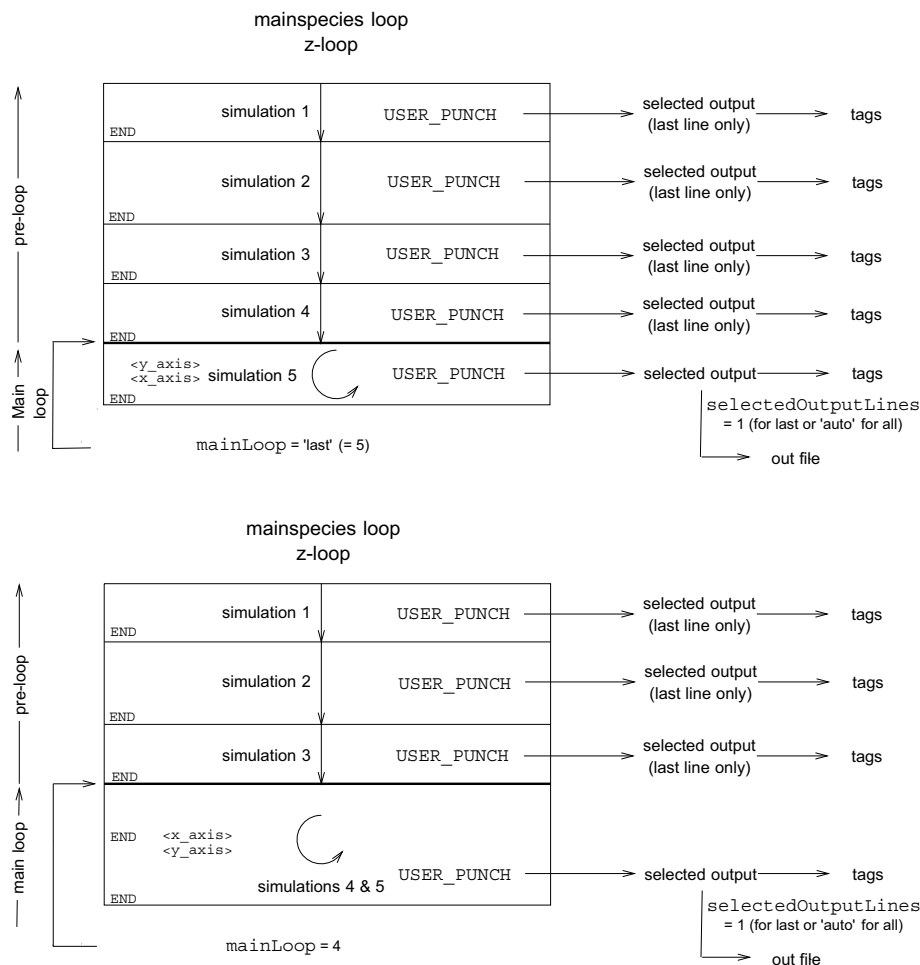 mainspecies loop
z-loop
simulation 1
USER_PUNCH
selected output
(last line only)
tags
END
simulation 2
USER_PUNCH
selected output
(last line only)
tags
END
simulation 3
USER_PUNCH
selected output
(last line only)
tags
END
simulation 4
USER_PUNCH
selected output
(last line only)
tags
END
pre-loop
<y_axis>
<x_axis>
simulation 5
USER_PUNCH
selected output
tags
END
Main
loop
selectedOutputLines
= 1 (for last or 'auto' for all)
out file
mainLoop = 'last' (= 5)
mainspecies loop
z-loop
simulation 1
USER_PUNCH
selected output
(last line only)
tags
END
simulation 2
USER_PUNCH
selected output
(last line only)
tags
END
simulation 3
USER_PUNCH
selected output
(last line only)
tags
END
pre-loop
END
<x_axis>
<y_axis>
simulations 4 & 5
USER_PUNCH
selected output
tags
END
main loop
selectedOutputLines
= 1 (for last or 'auto' for all)
out file
mainLoop = 4